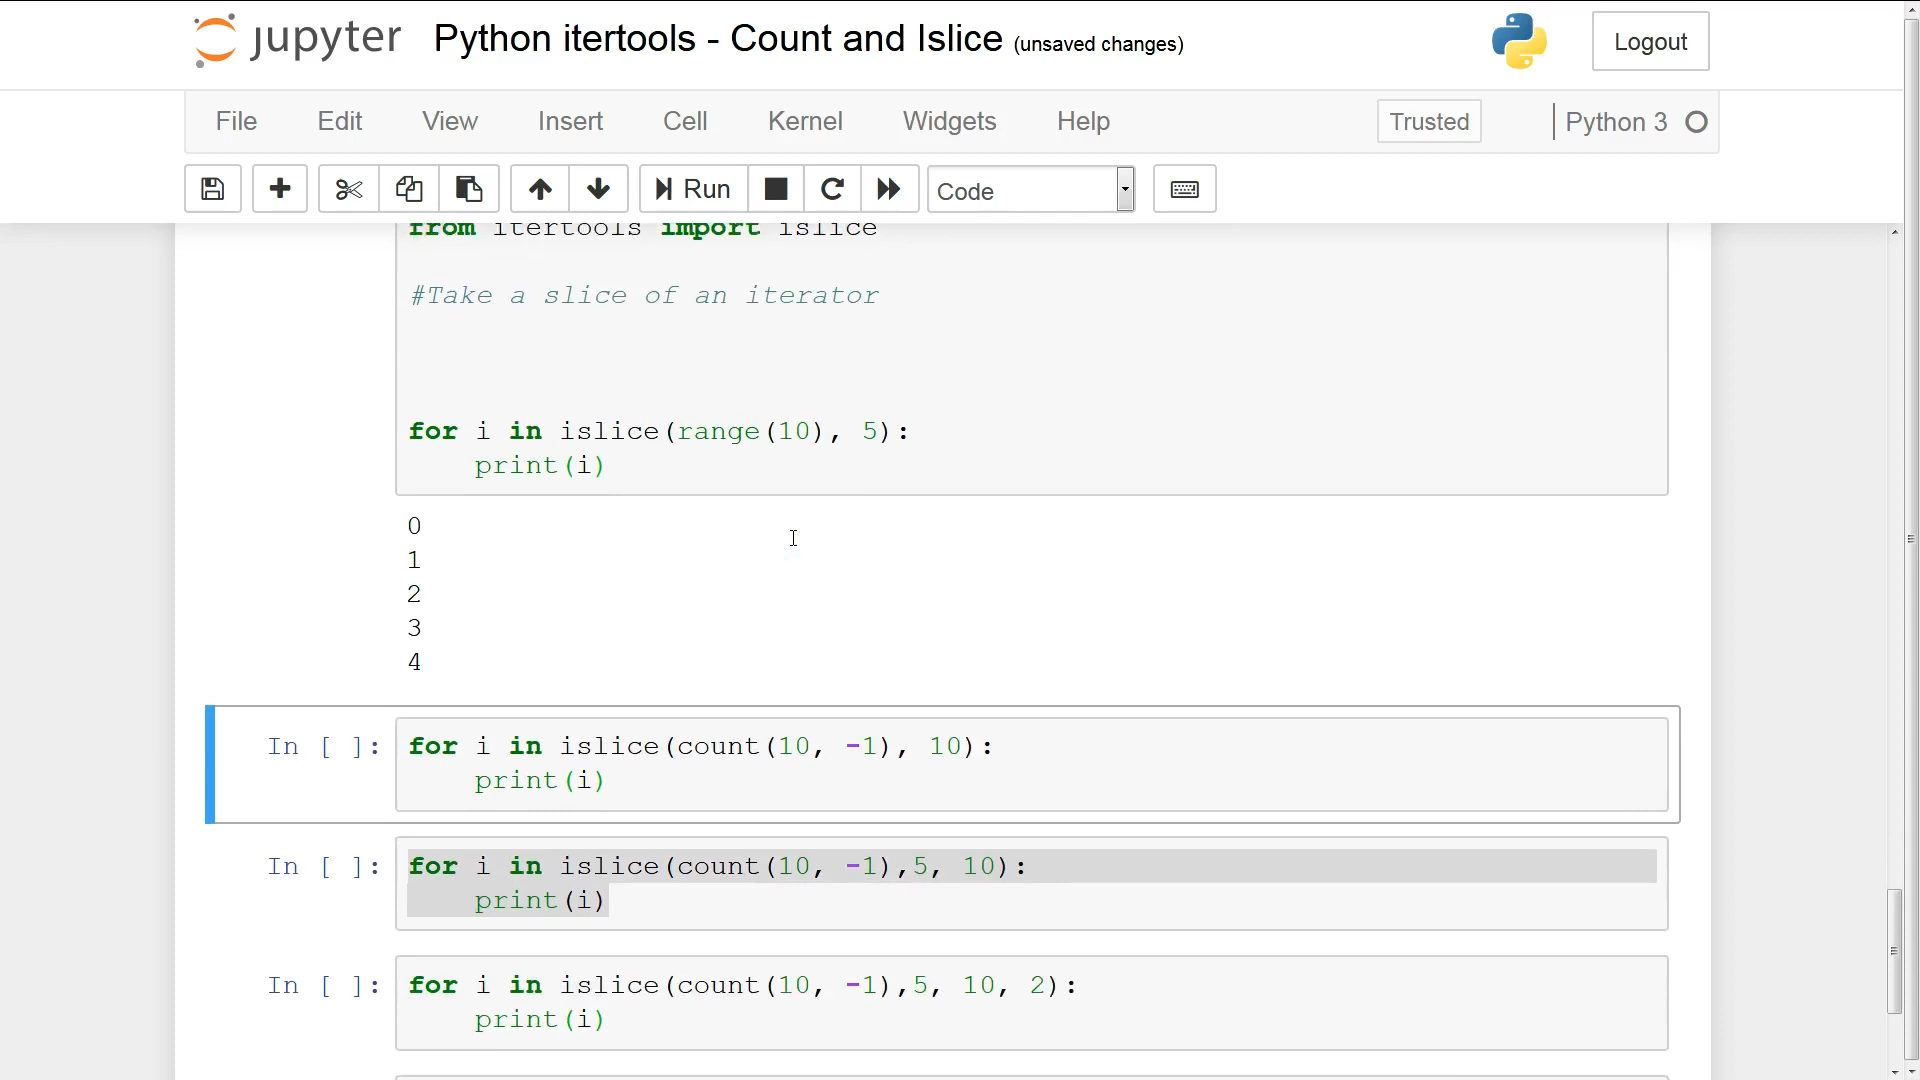 jupyter Python itertools - Count and Islice (unsaved changes) Logout
File Edit View Insert Cell Kernel Widgets Help Trusted Python 3
Run Code
from itertools import islice
#Take a slice of an iterator
for i in islice(range(10), 5):
    print(i)
0
1
2
3
4
In [ ]: for i in islice(count(10, -1), 10):
    print(i)
In [ ]: for i in islice(count(10, -1),5, 10):
    print(i)
In [ ]: for i in islice(count(10, -1),5, 10, 2):
    print(i)